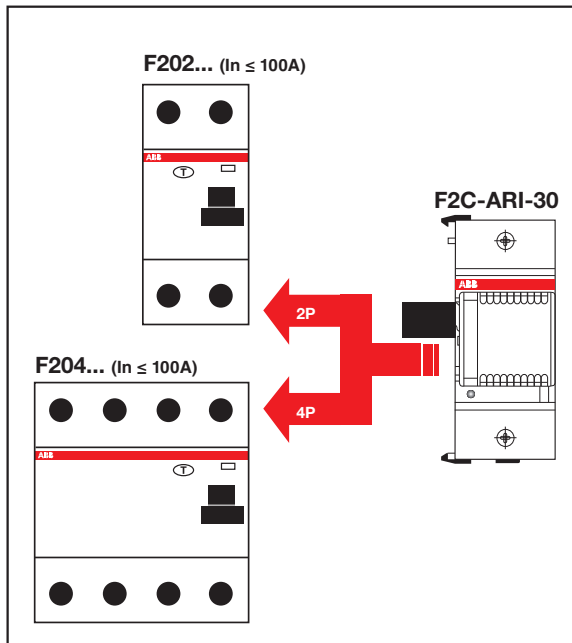 F202... (In ≤ 100A)
ABB
T
F2C-ARI-30
ABB
2P
F204... (In ≤ 100A)
4P
ABB
T